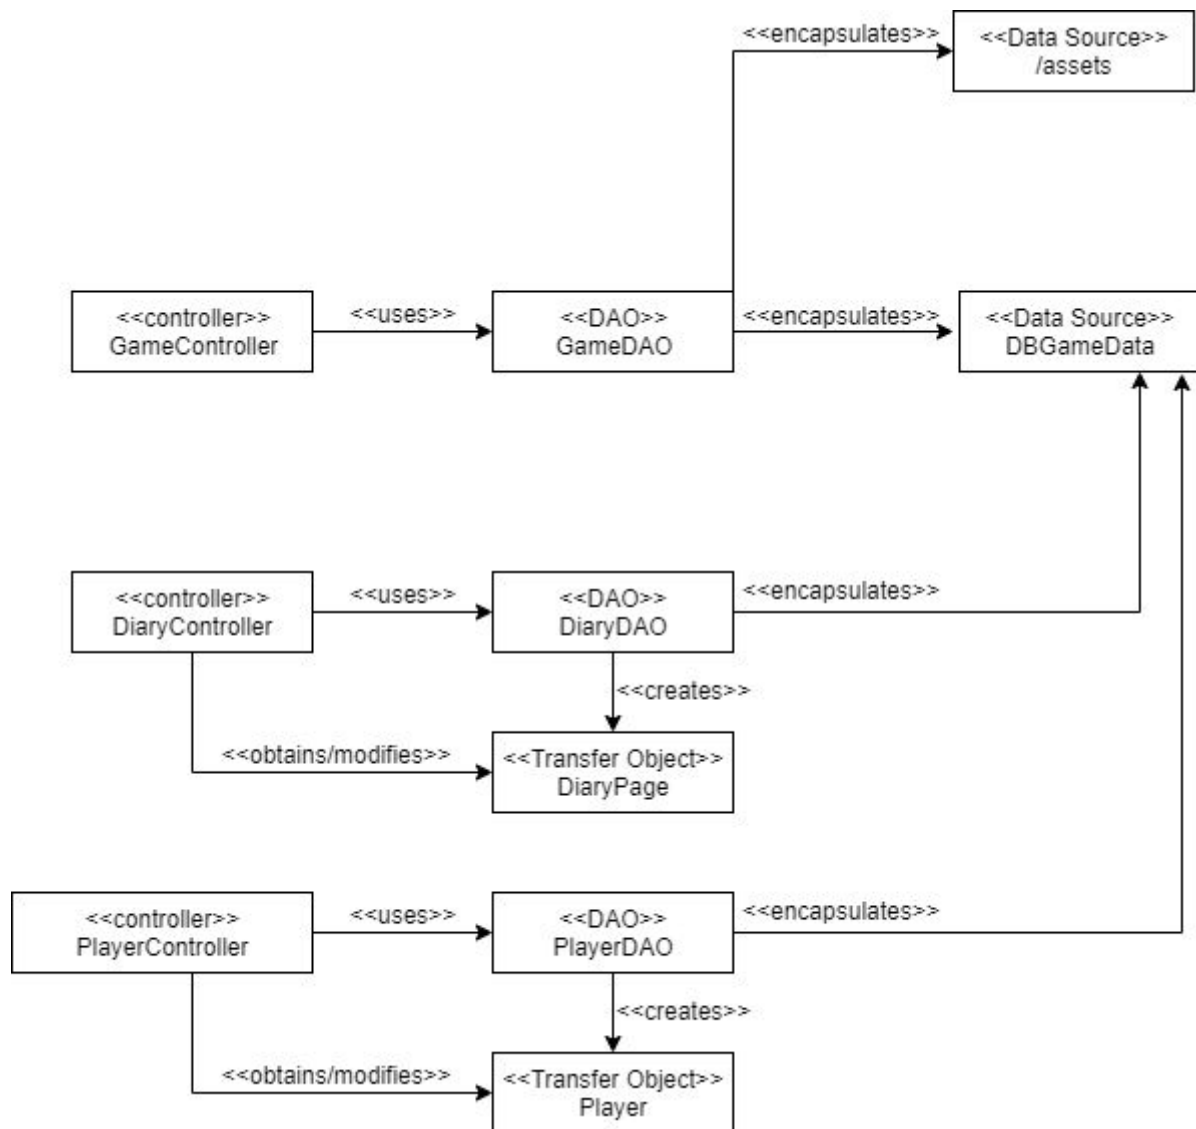 <<encapsulates>>
<<Data Source>>
/assets
<<controller>>
GameController
<<uses>>
<<DAO>>
GameDAO
<<encapsulates>>
<<Data Source>>
DBGameData
<<controller>>
DiaryController
<<uses>>
<<DAO>>
DiaryDAO
<<encapsulates>>
<<creates>>
<<obtains/modifies>>
<<Transfer Object>>
DiaryPage
<<controller>>
PlayerController
<<uses>>
<<DAO>>
PlayerDAO
<<encapsulates>>
<<creates>>
<<obtains/modifies>>
<<Transfer Object>>
Player